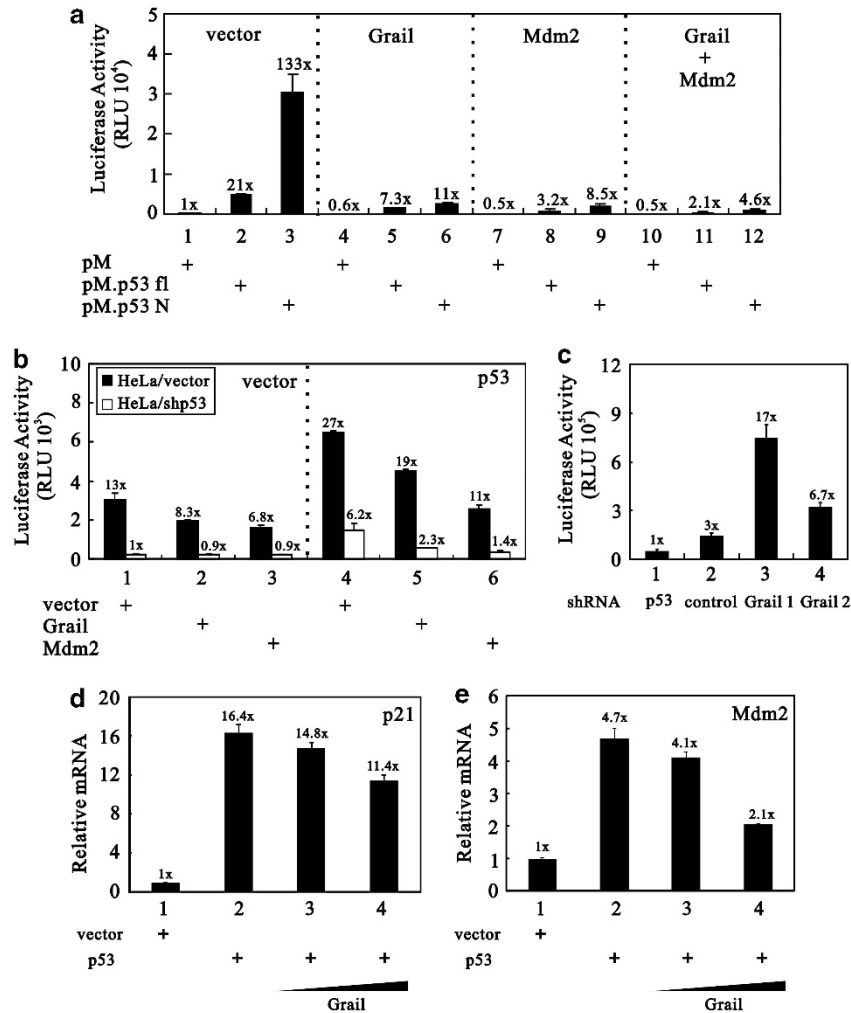 a
Luciferase Activity
(RLU 10⁴)
5
4
3
2
1
0
vector
Grail
Mdm2
Grail
+
Mdm2
1x 21x 133x 0.6x 7.3x 11x 0.5x 3.2x 8.5x 0.5x 2.1x 4.6x
1 2 3 4 5 6 7 8 9 10 11 12
pM + + + +
pM.p53 fl + + + +
pM.p53 N + + + +
b
Luciferase Activity
(RLU 10³)
10
8
6
4
2
0
HeLa/vector
HeLa/shp53
vector
p53
13x 1x 8.3x 0.9x 6.8x 0.9x 27x 6.2x 19x 2.3x 11x 1.4x
1 2 3 4 5 6
vector + +
Grail + +
Mdm2 + +
c
Luciferase Activity
(RLU 10⁵)
12
9
6
3
0
1x 3x 17x 6.7x
1 2 3 4
shRNA p53 control Grail 1 Grail 2
d
Relative mRNA
20
16
12
8
4
0
p21
1x 16.4x 14.8x 11.4x
1 2 3 4
vector +
p53 + + +
Grail
e
Relative mRNA
6
5
4
3
2
1
0
Mdm2
1x 4.7x 4.1x 2.1x
1 2 3 4
vector +
p53 + + +
Grail